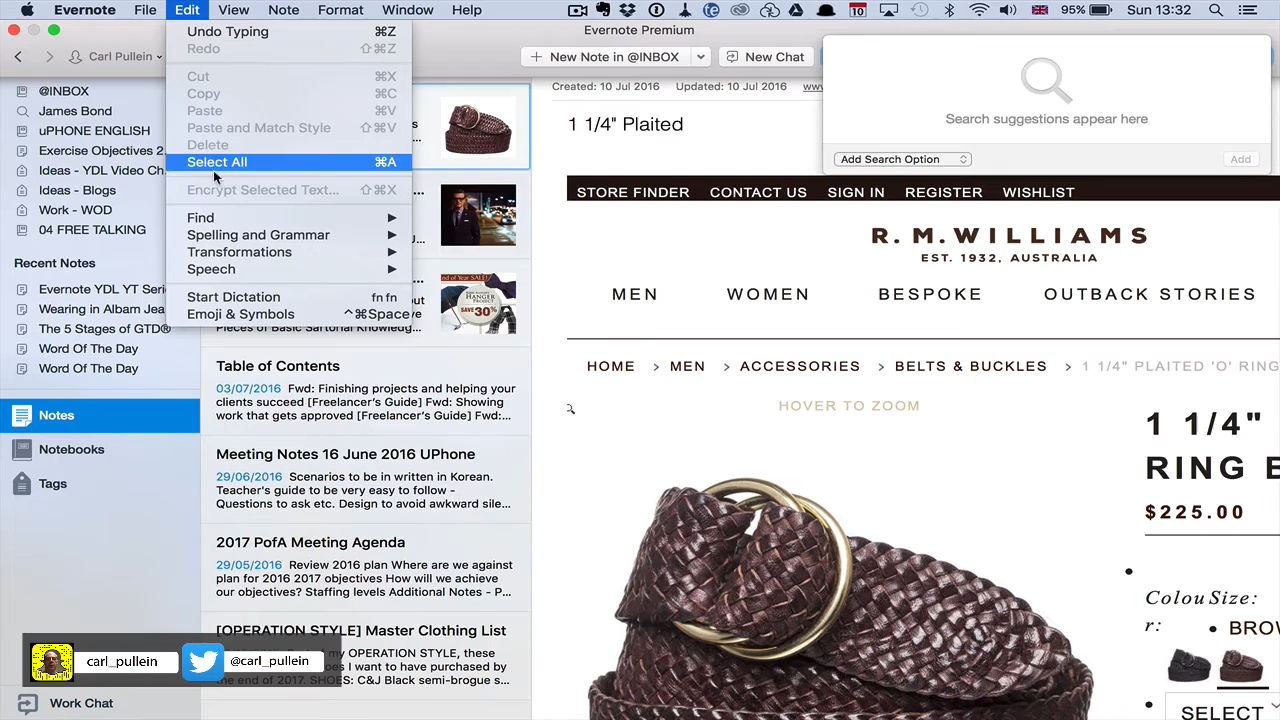 Evernote File Edit View Note Format Window Help
10 95% Sun 13:32
Evernote Premium
Carl Pullein
New Note in @INBOX
New Chat
Undo Typing ⌘Z
Redo ⇧⌘Z
Cut ⌘X
Copy ⌘C
Paste ⌘V
Paste and Match Style ⇧⌘V
Delete
Select All ⌘A
Encrypt Selected Text... ⇧⌘X
Find
Spelling and Grammar
Transformations
Speech
Start Dictation fn fn
Emoji & Symbols ^⌘Space
@INBOX
James Bond
uPHONE ENGLISH
Exercise Objectives 2
Ideas - YDL Video Ch
Ideas - Blogs
Work - WOD
04 FREE TALKING
Recent Notes
Evernote YDL YT Seri
Wearing in Albam Jea
The 5 Stages of GTD®
Word Of The Day
Word Of The Day
Notes
Notebooks
Tags
Work Chat
Pieces of Basic Sartorial Knowledg...
End of Year SALE!
HANGER
PROJECT
SAVE 30%
Table of Contents
03/07/2016 Fwd: Finishing projects and helping your
clients succeed [Freelancer's Guide] Fwd: Showing
work that gets approved [Freelancer's Guide] Fwd:...
Meeting Notes 16 June 2016 UPhone
29/06/2016 Scenarios to be in written in Korean.
Teacher's guide to be very easy to follow -
Questions to ask etc. Design to avoid awkward sile...
2017 PofA Meeting Agenda
29/05/2016 Review 2016 plan Where are we against
plan for 2016 2017 objectives How will we achieve
our objectives? Staffing levels Additional Notes - P...
[OPERATION STYLE] Master Clothing List
my OPERATION STYLE, these
I want to have purchased by
the end of 2017. SHOES: C&J Black semi-brogue s...
carl_pullein
@carl_pullein
Created: 10 Jul 2016 Updated: 10 Jul 2016 www
1 1/4" Plaited
Search suggestions appear here
Add Search Option
Add
STORE FINDER CONTACT US SIGN IN REGISTER WISHLIST
R. M. WILLIAMS
EST. 1932, AUSTRALIA
MEN WOMEN BESPOKE OUTBACK STORIES
HOME > MEN > ACCESSORIES > BELTS & BUCKLES > 1 1/4" PLAITED 'O' RING
HOVER TO ZOOM
1 1/4"
RING
$225.00
Colou
r:
Size:
BRO
SELECT